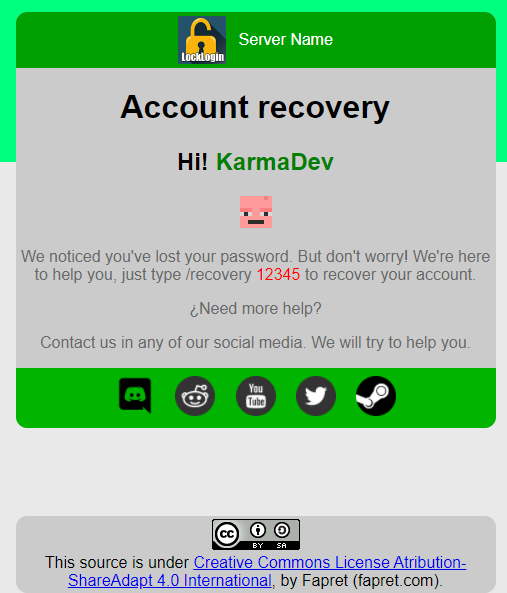 LockLogin
Server Name
Account recovery
Hi! KarmaDev
We noticed you've lost your password. But don't worry! We're here
to help you, just type /recovery 12345 to recover your account.
¿Need more help?
Contact us in any of our social media. We will try to help you.
You
Tube
cc
BY SA
This source is under Creative Commons License Atribution-
ShareAdapt 4.0 International, by Fapret (fapret.com).